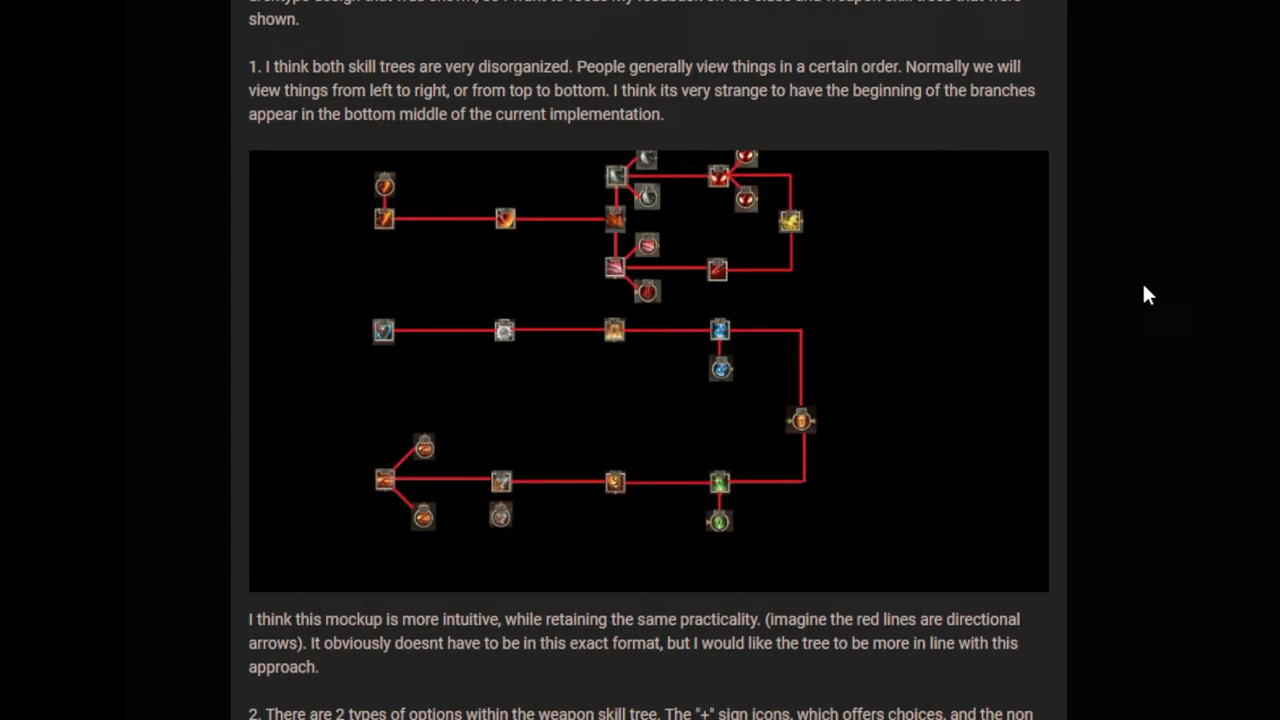 shown.
1. I think both skill trees are very disorganized. People generally view things in a certain order. Normally we will
view things from left to right, or from top to bottom. I think its very strange to have the beginning of the branches
appear in the bottom middle of the current implementation.
I think this mockup is more intuitive, while retaining the same practicality. (imagine the red lines are directional
arrows). It obviously doesnt have to be in this exact format, but I would like the tree to be more in line with this
approach.
2. There are 2 types of options within the weapon skill tree. The "+" sign icons, which offers choices, and the non